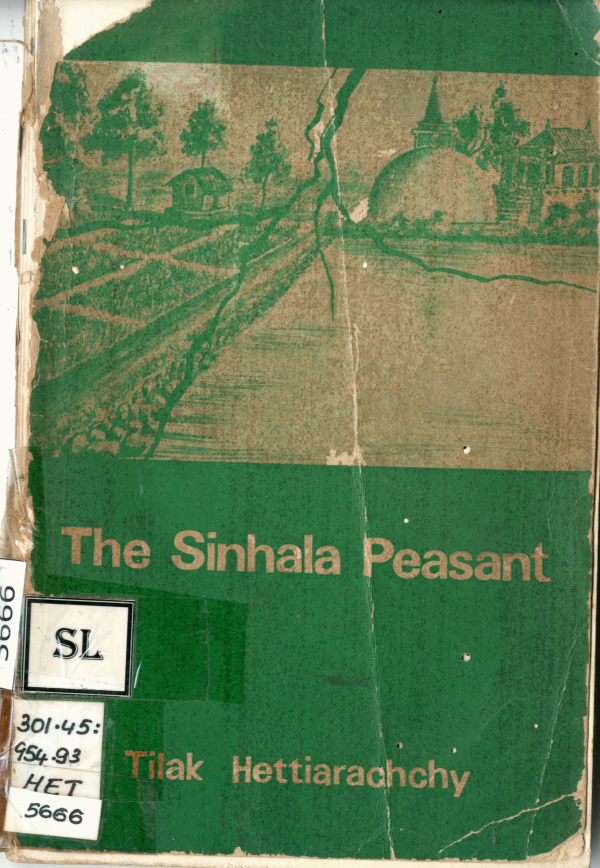 The Sinhala Peasant
5666
SL
301.45:
954.93
HET
5666
Tilak Hettiarachchy